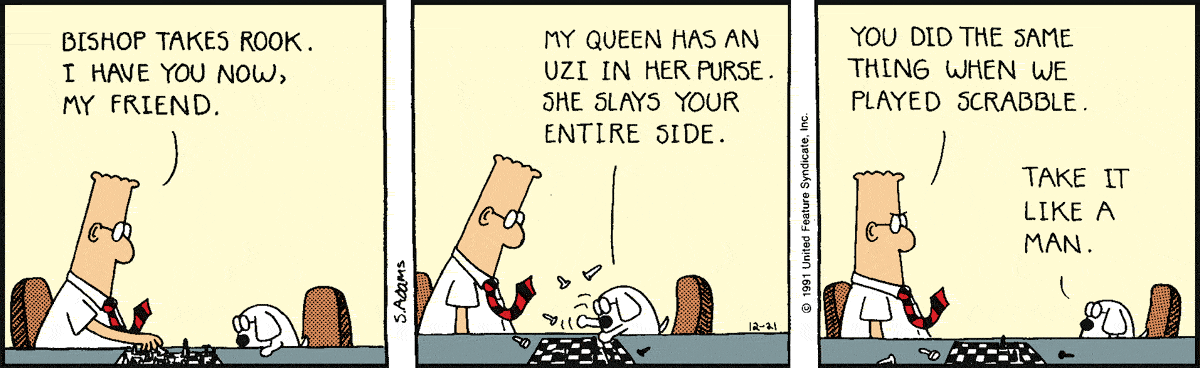 BISHOP TAKES ROOK.
I HAVE YOU NOW,
MY FRIEND.
S.ADAMS
MY QUEEN HAS AN
UZI IN HER PURSE.
SHE SLAYS YOUR
ENTIRE SIDE.
12-21
© 1991 United Feature Syndicate, Inc.
YOU DID THE SAME
THING WHEN WE
PLAYED SCRABBLE.
TAKE IT
LIKE A
MAN.